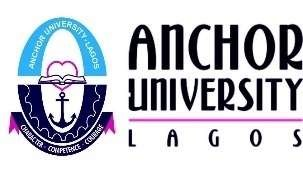 ANCHOR UNIVERSITY, LAGOS
CHARACTER - COMPETENCE - COURAGE
ANCHOR
UNIVERSITY
LAGOS